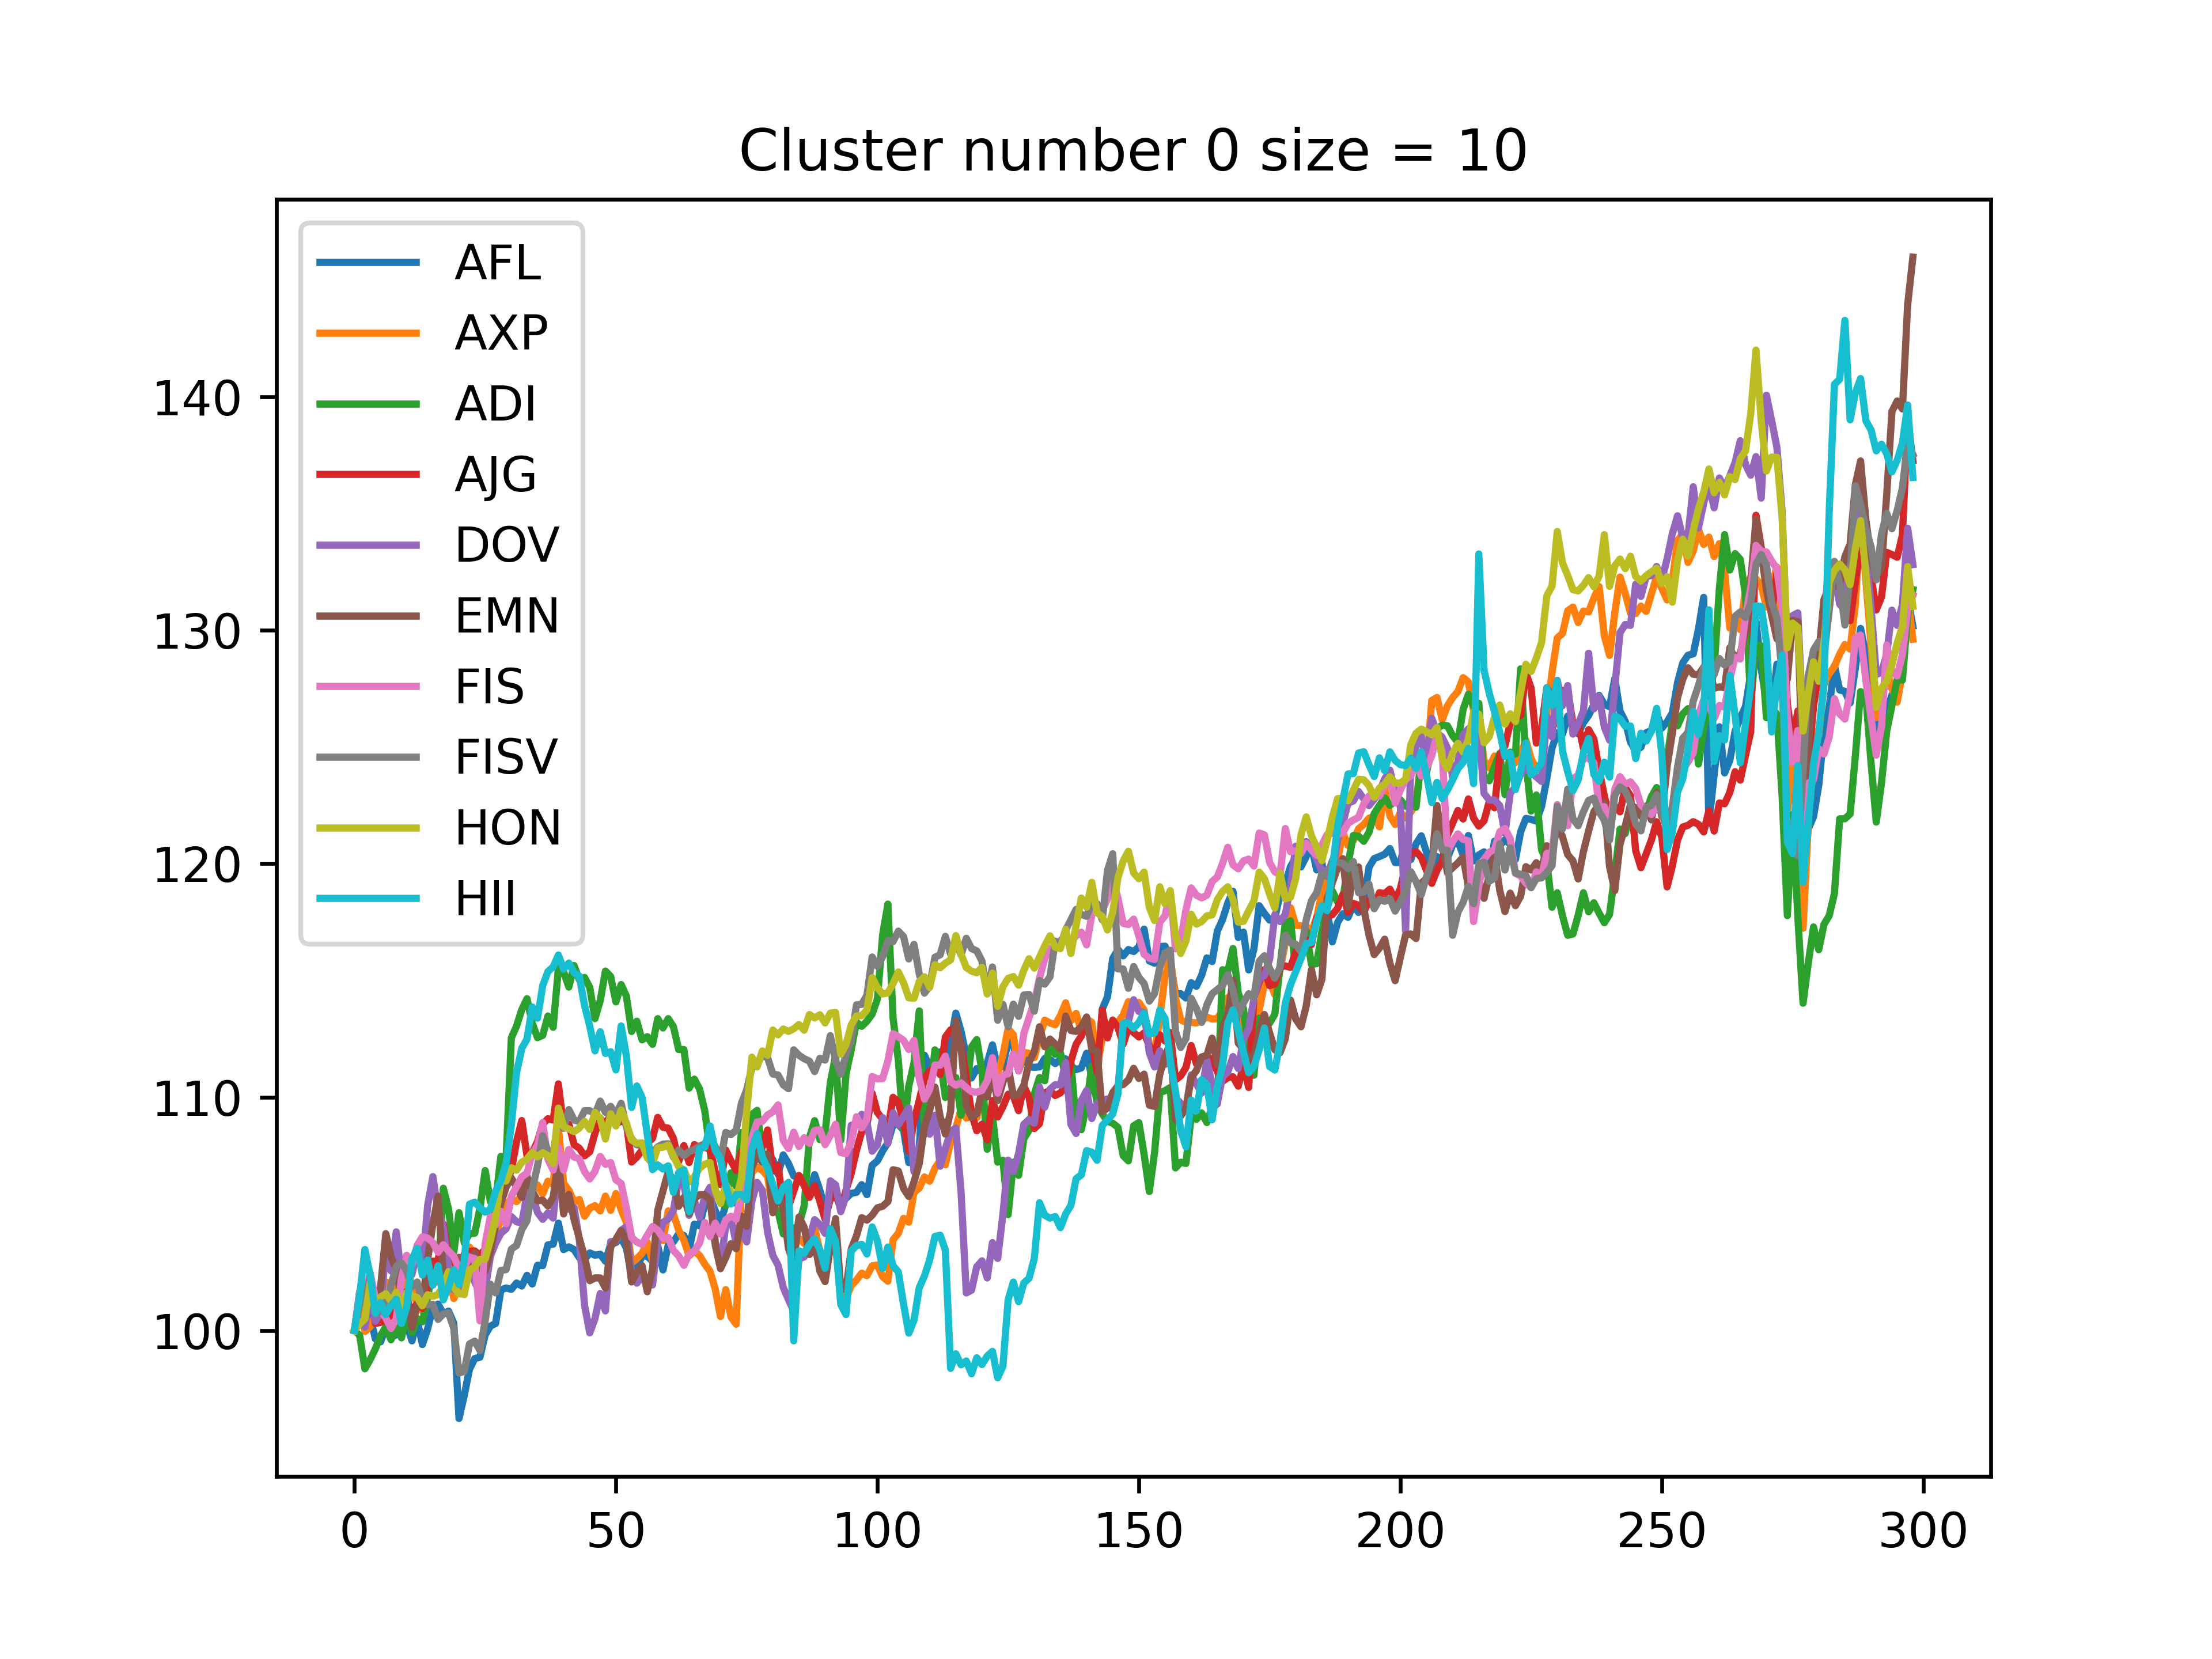 Cluster number 0 size = 10
AFL
AXP
ADI
AJG
DOV
EMN
FIS
FISV
HON
HII
140
130
120
110
100
0 50 100 150 200 250 300